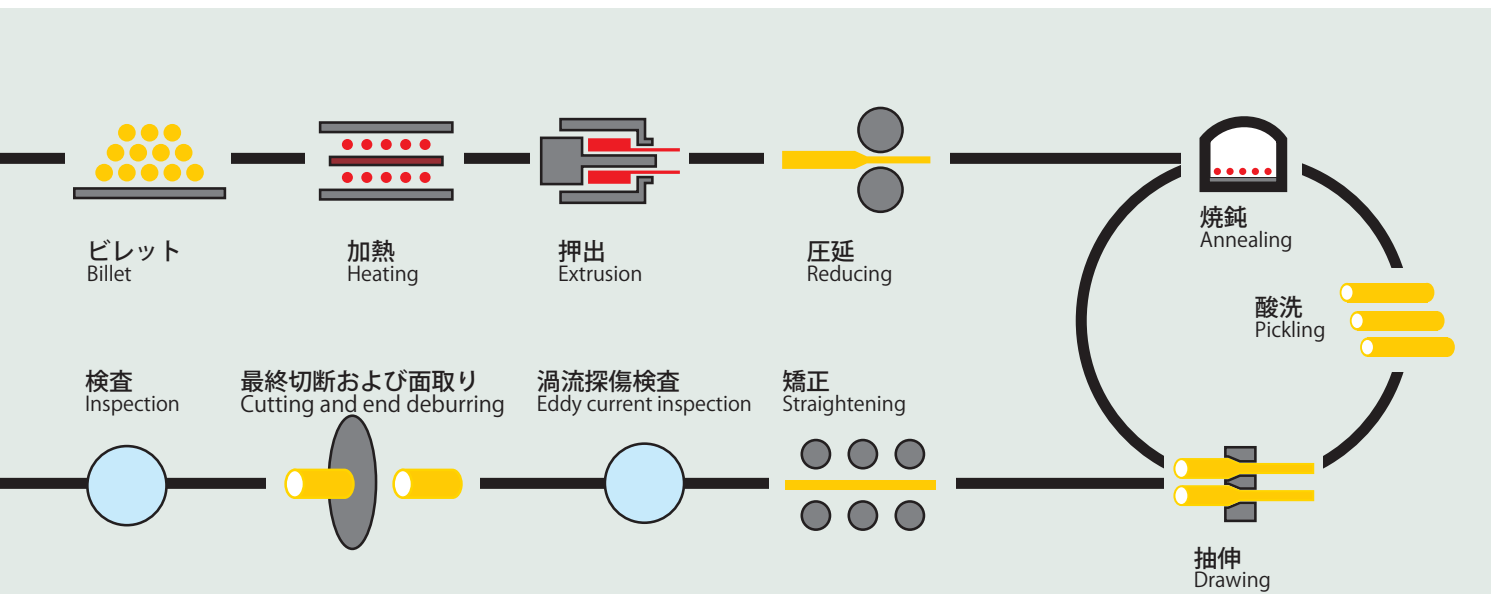 ビレット
Billet
加熱
Heating
押出
Extrusion
圧延
Reducing
焼鈍
Annealing
酸洗
Pickling
検査
Inspection
最終切断および面取り
Cutting and end deburring
渦流探傷検査
Eddy current inspection
矯正
Straightening
抽伸
Drawing